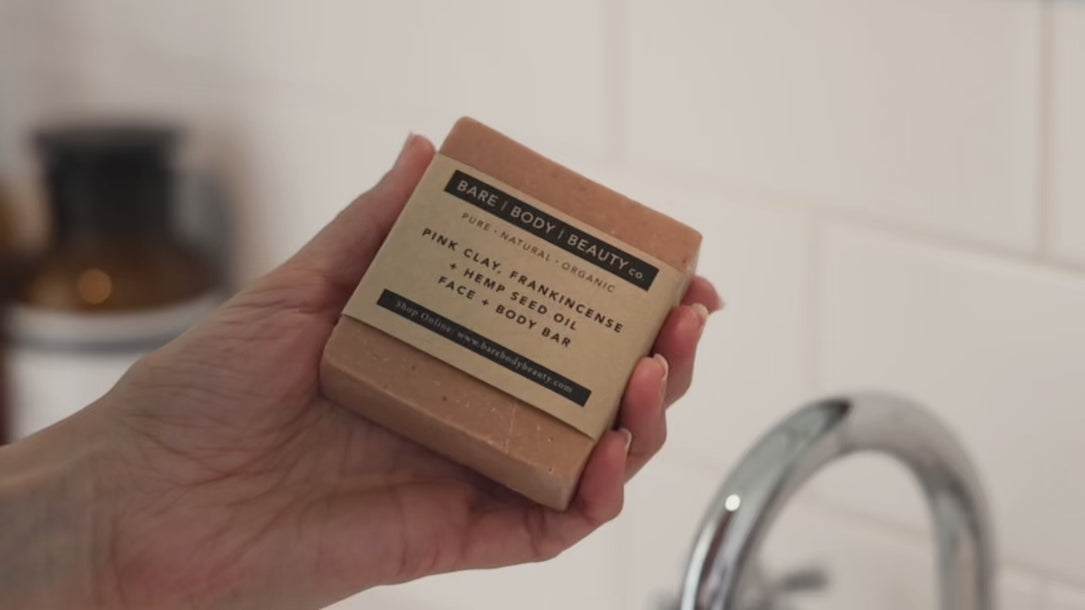 BARE | BODY | BEAUTY CO.
PURE · NATURAL · ORGANIC
PINK CLAY, FRANKINCENSE
+ HEMP SEED OIL
FACE + BODY BAR
Shop Online: www.barebodybeauty.com